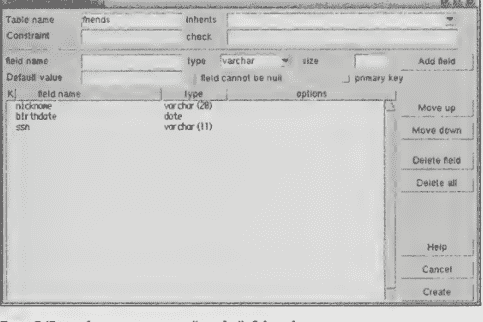 Table name friends Inherits
Constraint check
field name type varchar size Add field
Default value field cannot be null primary key
K field name type options
nickname varchar (20)
birthdate date
ssn varchar (11)
Move up
Move down
Delete field
Delete all
Help
Cancel
Create